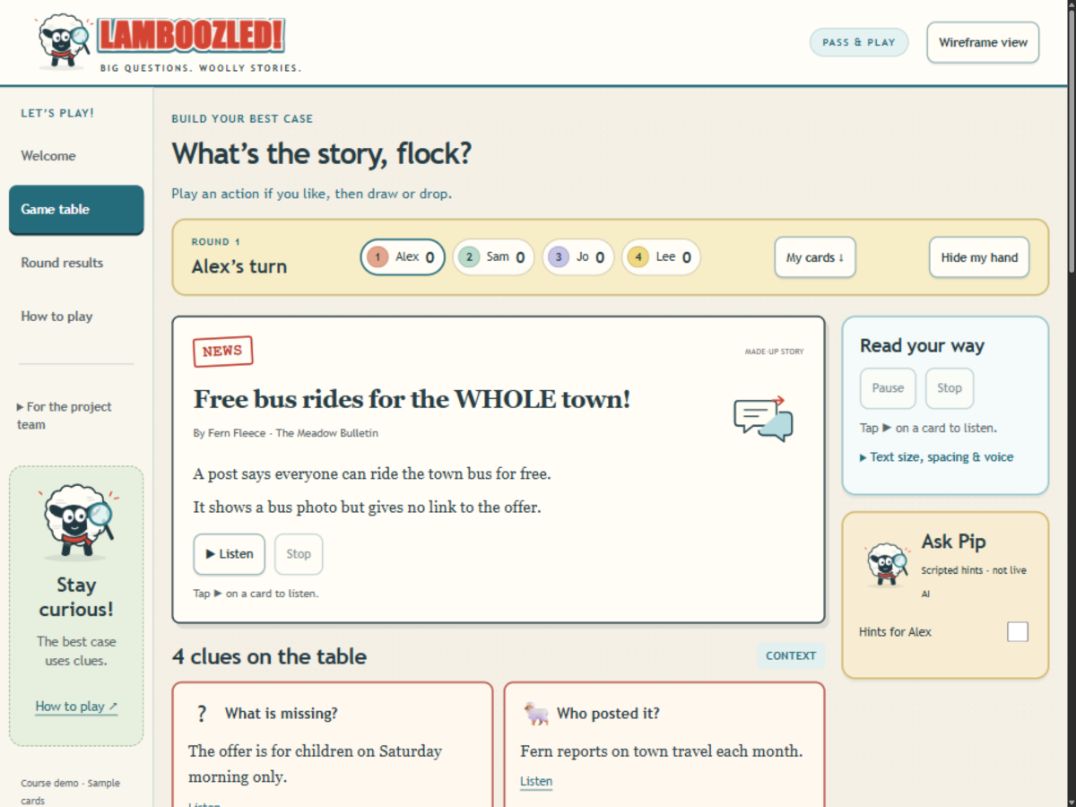 LAMBOOZLED!
BIG QUESTIONS. WOOLLY STORIES.
PASS & PLAY
Wireframe view
LET'S PLAY!
Welcome
Game table
Round results
How to play
▶ For the project
team
Stay
curious!
The best case
uses clues.
How to play ↗
Course demo - Sample
cards
BUILD YOUR BEST CASE
What's the story, flock?
Play an action if you like, then draw or drop.
ROUND 1
Alex's turn
1 Alex 0
2 Sam 0
3 Jo 0
4 Lee 0
My cards ↓
Hide my hand
NEWS
MADE-UP STORY
Free bus rides for the WHOLE town!
By Fern Fleece · The Meadow Bulletin
A post says everyone can ride the town bus for free.
It shows a bus photo but gives no link to the offer.
▶ Listen
Stop
Tap ▶ on a card to listen.
4 clues on the table
CONTEXT
? What is missing?
The offer is for children on Saturday
morning only.
Listen
Who posted it?
Fern reports on town travel each month.
Listen
Read your way
Pause
Stop
Tap ▶ on a card to listen.
▶ Text size, spacing & voice
Ask Pip
Scripted hints - not live
AI
Hints for Alex